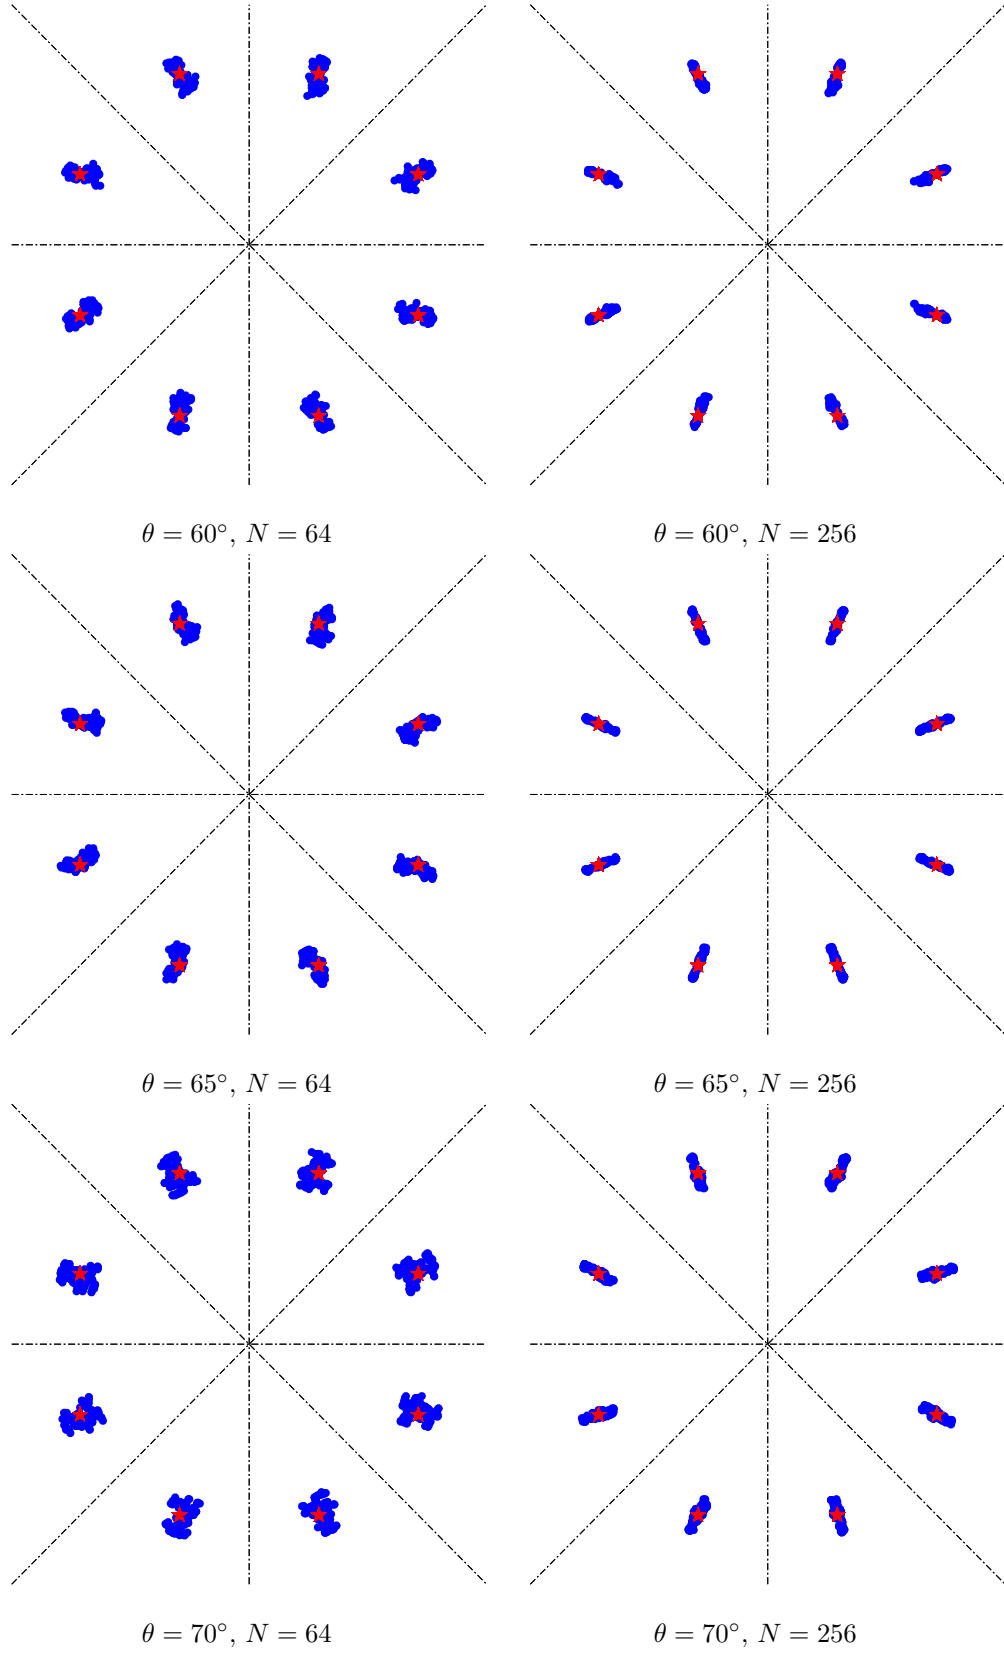 θ = 60°, N = 64
θ = 60°, N = 256
θ = 65°, N = 64
θ = 65°, N = 256
θ = 70°, N = 64
θ = 70°, N = 256